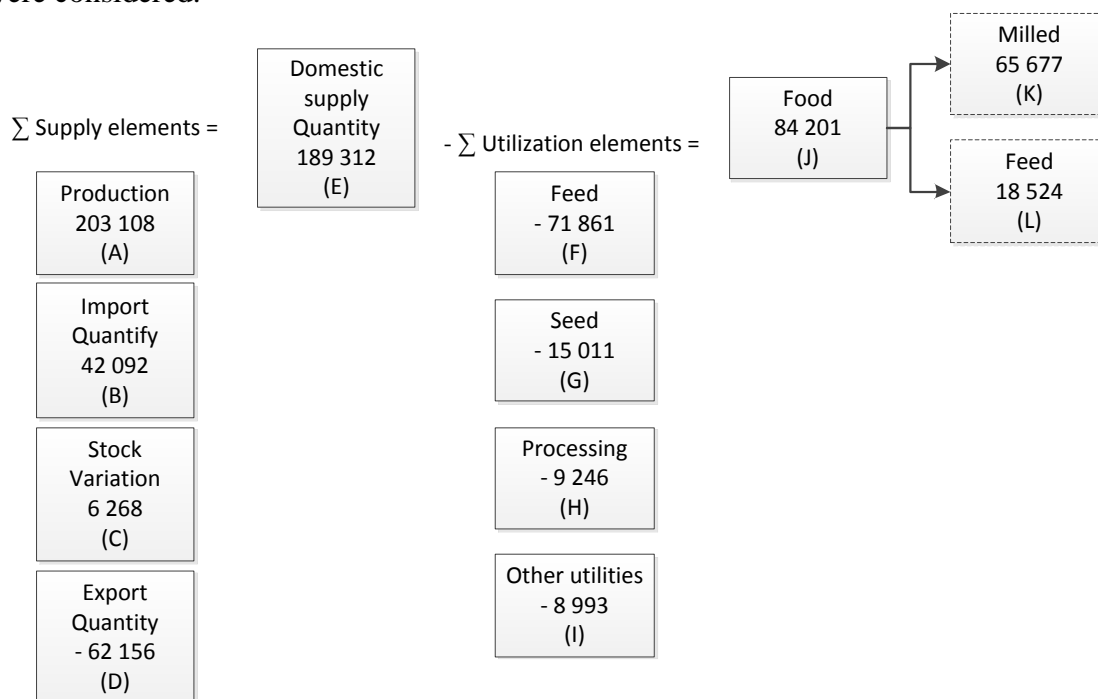 were considered.
∑ Supply elements =
Domestic
supply
Quantity
189 312
(E)
- ∑ Utilization elements =
Food
84 201
(J)
Milled
65 677
(K)
Feed
18 524
(L)
Production
203 108
(A)
Import
Quantify
42 092
(B)
Stock
Variation
6 268
(C)
Export
Quantity
- 62 156
(D)
Feed
- 71 861
(F)
Seed
- 15 011
(G)
Processing
- 9 246
(H)
Other utilities
- 8 993
(I)